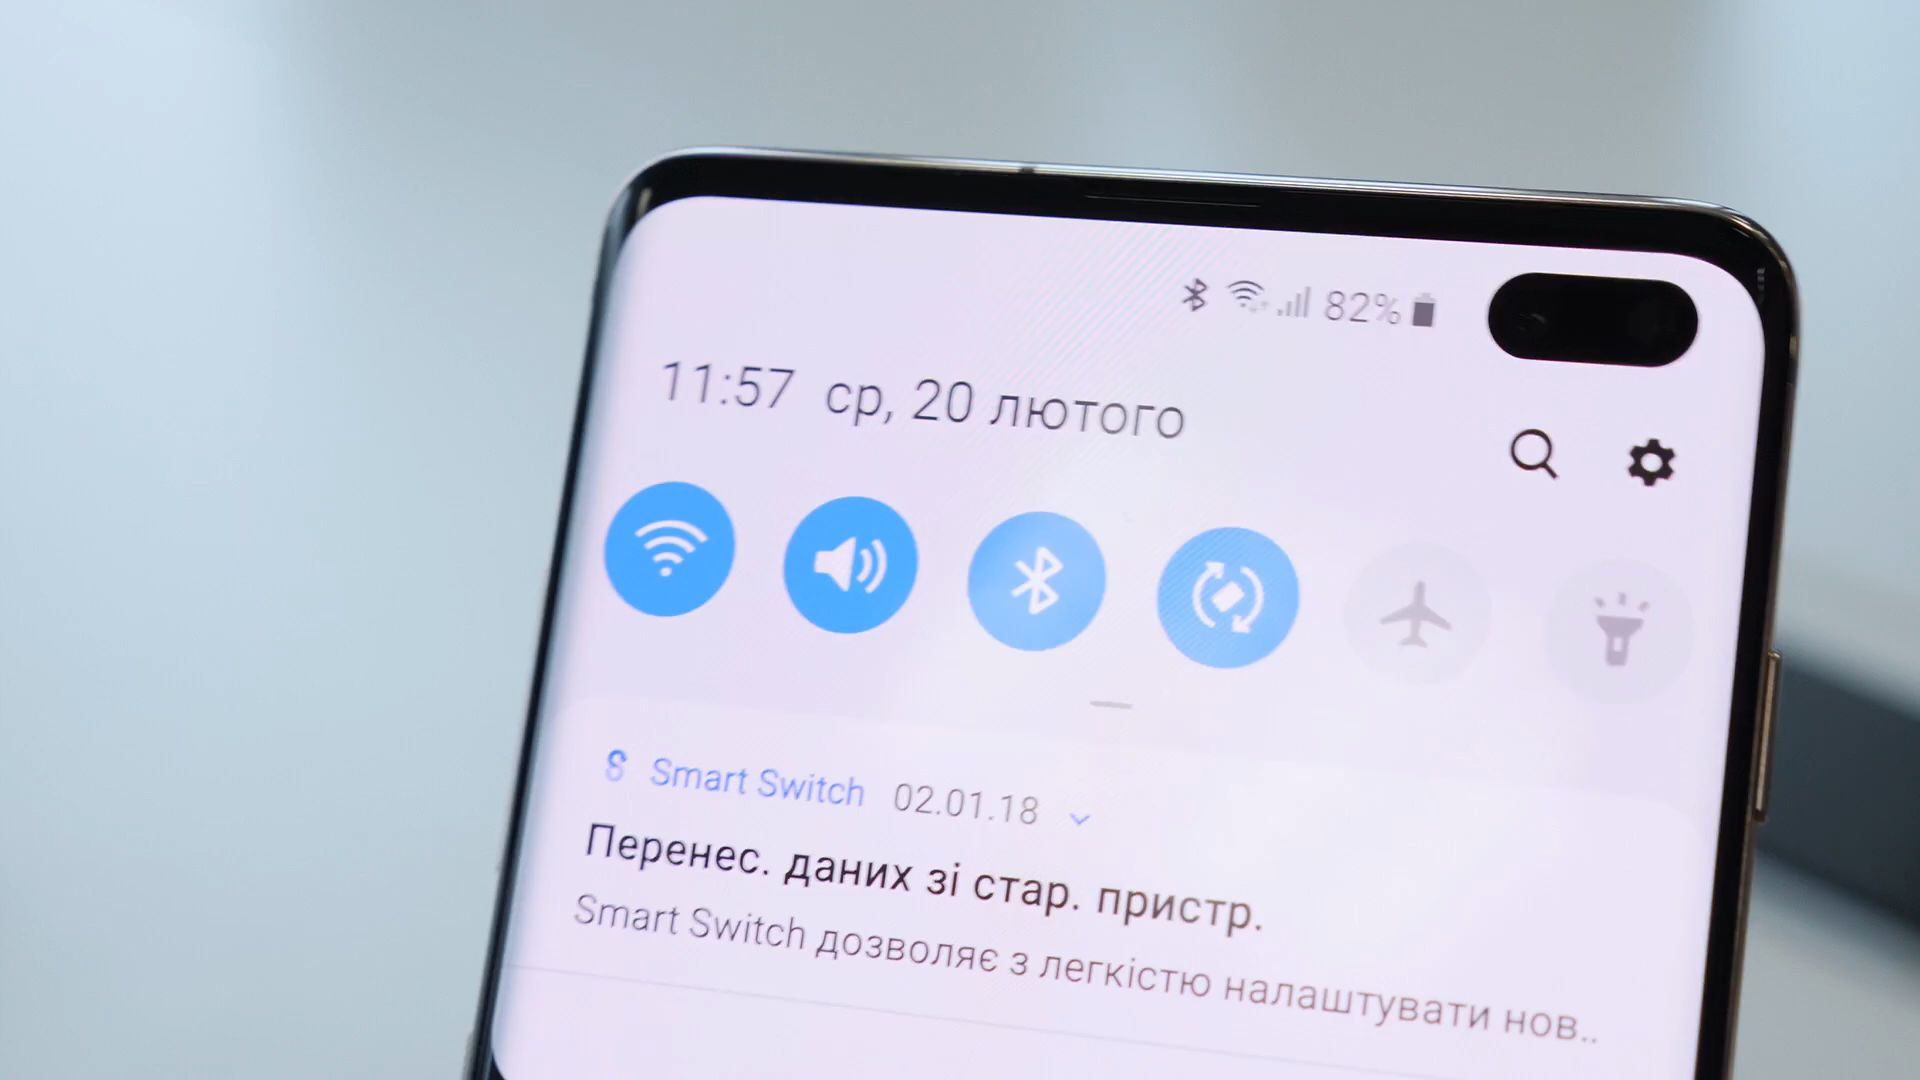 82%
11:57 ср, 20 лютого
Smart Switch 02.01.18
Перенес. даних зі стар. пристр.
Smart Switch дозволяє з легкістю налаштувати нов..